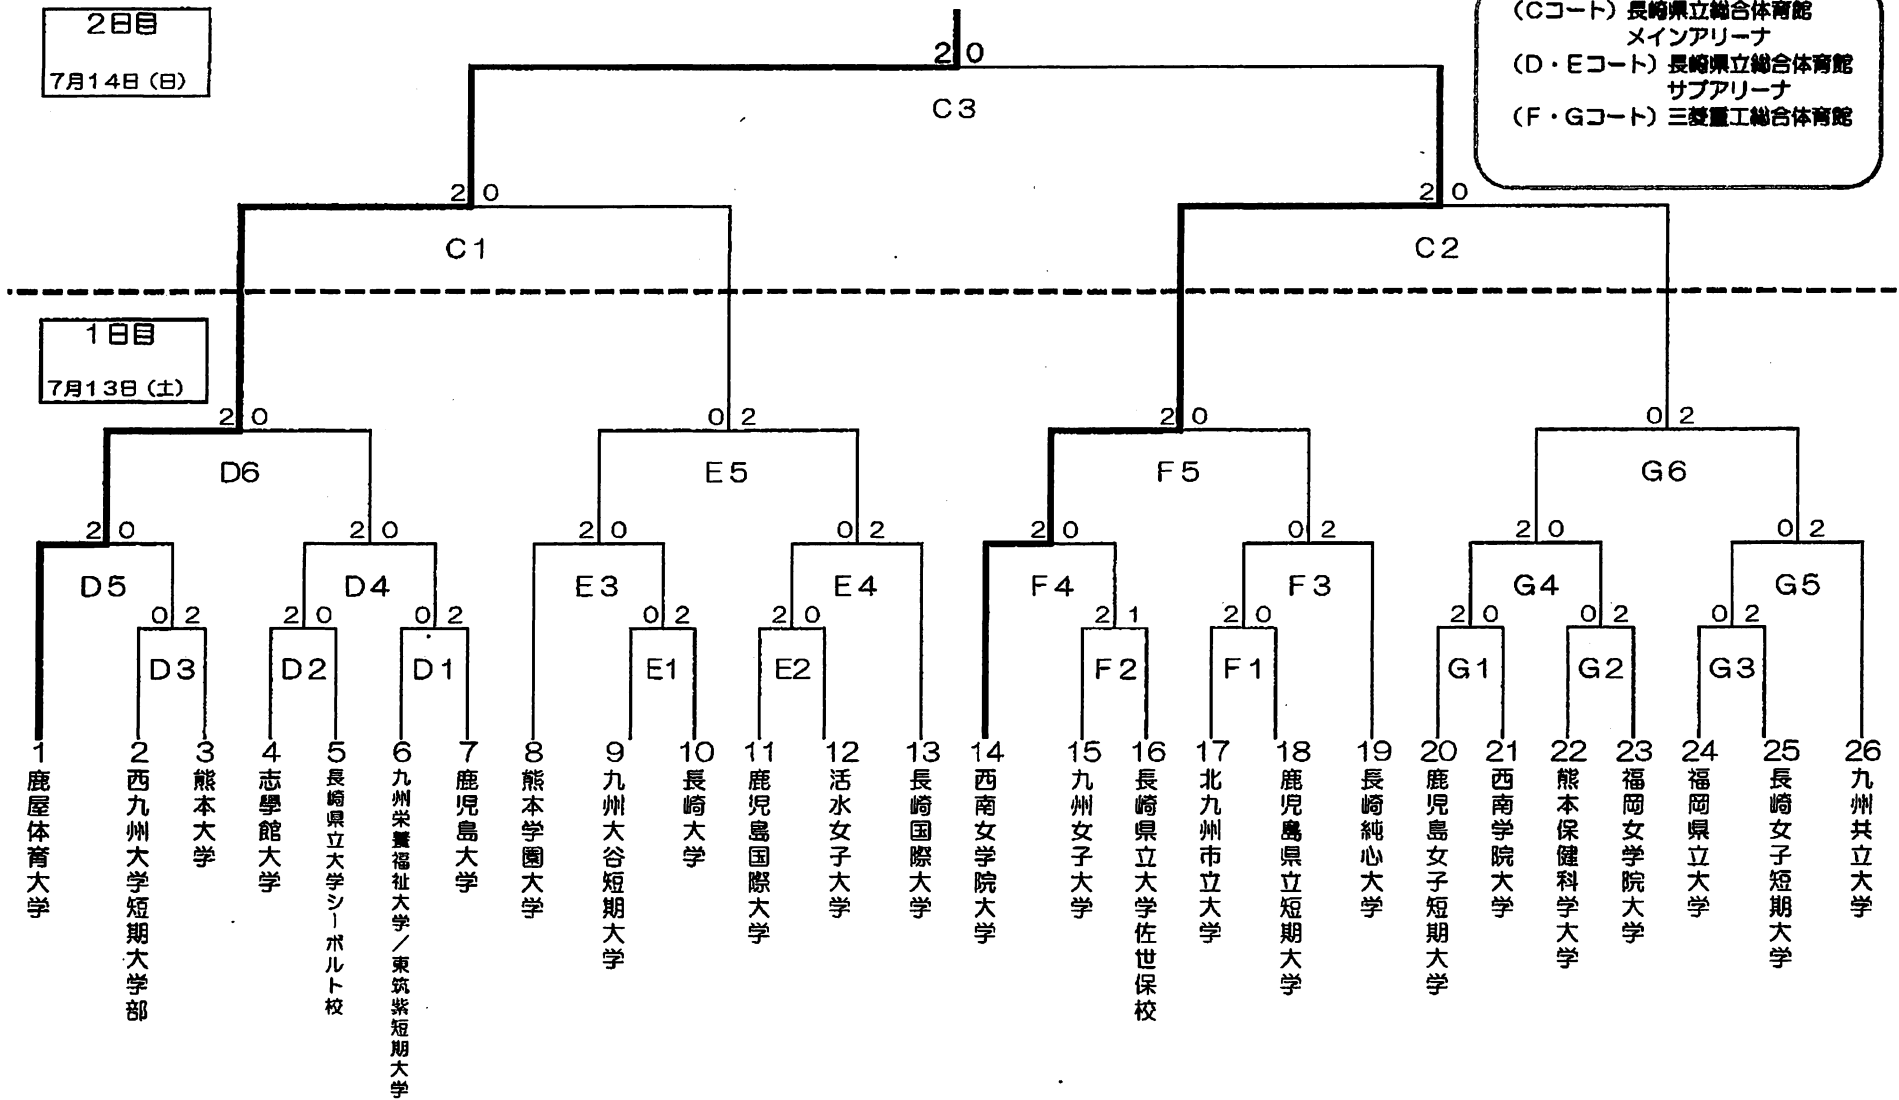 2日目
7月14日（日）
（Cコート）長崎県立総合体育館
メインアリーナ
（D・Eコート）長崎県立総合体育館
サブアリーナ
（F・Gコート）三菱重工総合体育館
2 0
C3
2 0
2 0
C1
C2
1日目
7月13日（土）
2 0
0 2
2 0
0 2
D6
E5
F5
G6
2 0
2 0
2 0
0 2
2 0
0 2
2 0
0 2
D5
D4
E3
E4
F4
F3
G4
G5
0 2
2 0
0 2
0 2
2 0
2 1
2 0
2 0
0 2
0 2
D3
D2
D1
E1
E2
F2
F1
G1
G2
G3
1
鹿屋体育大学
2
西九州大学短期大学部
3
熊本大学
4
志學館大学
5
長崎県立大学シーボルト校
6
九州栄養福祉大学／東筑紫短期大学
7
鹿児島大学
8
熊本学園大学
9
九州大谷短期大学
10
長崎大学
11
鹿児島国際大学
12
活水女子大学
13
長崎国際大学
14
西南女学院大学
15
九州女子大学
16
長崎県立大学佐世保校
17
北九州市立大学
18
鹿児島県立短期大学
19
長崎純心大学
20
鹿児島女子短期大学
21
西南学院大学
22
熊本保健科学大学
23
福岡女学院大学
24
福岡県立大学
25
長崎女子短期大学
26
九州共立大学